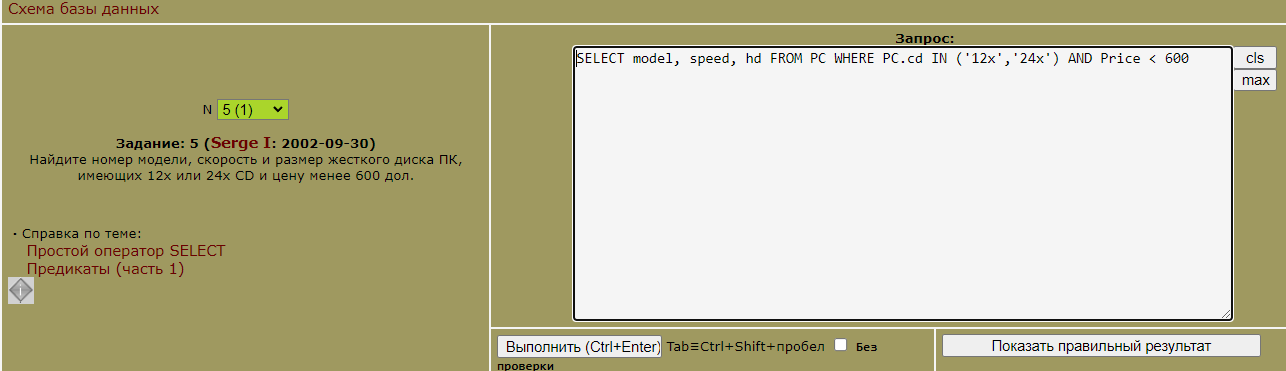 Схема базы данных
N 5 (1)
Задание: 5 (Serge I: 2002-09-30)
Найдите номер модели, скорость и размер жесткого диска ПК,
имеющих 12x или 24x CD и цену менее 600 дол.
· Справка по теме:
Простой оператор SELECT
Предикаты (часть 1)
i
Запрос:
SELECT model, speed, hd FROM PC WHERE PC.cd IN ('12x','24x') AND Price < 600
cls
max
Выполнить (Ctrl+Enter) Tab≡Ctrl+Shift+пробел Без
проверки
Показать правильный результат